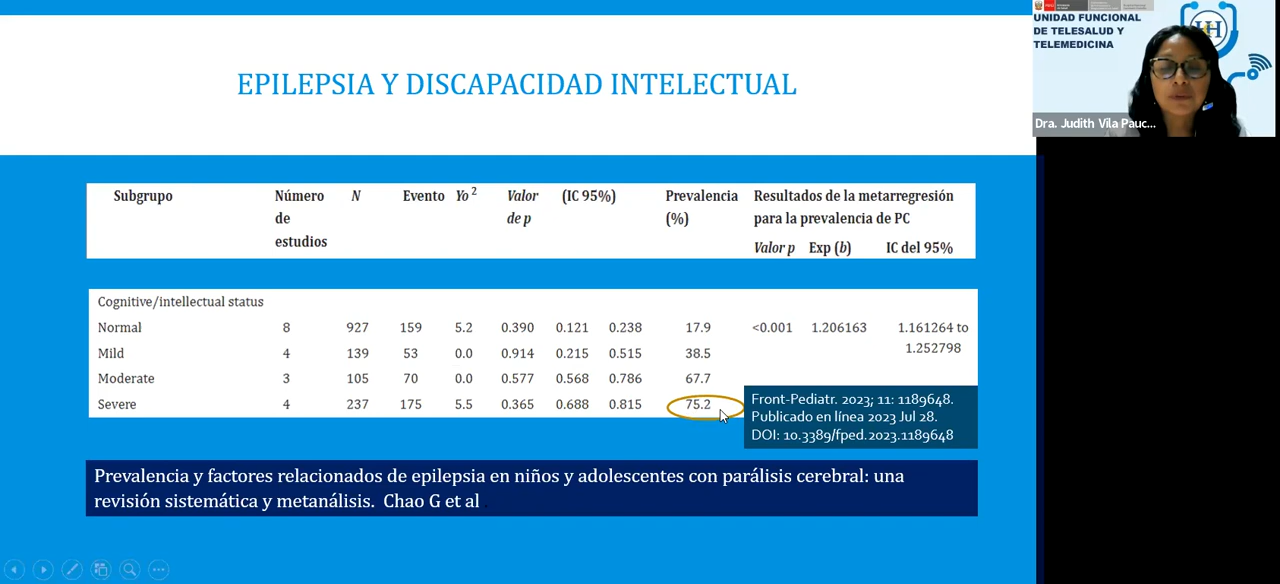 UNIDAD FUNCIONAL
DE TELESALUD Y
TELEMEDICINA
Dra. Judith Vila Pauc...
EPILEPSIA Y DISCAPACIDAD INTELECTUAL
Subgrupo Número de estudios N Evento Yo 2 Valor de p (IC 95%) Prevalencia (%) Resultados de la metarregresión para la prevalencia de PC
Valor p Exp (b) IC del 95%
Cognitive/intellectual status
Normal 8 927 159 5.2 0.390 0.121 0.238 17.9 <0.001 1.206163 1.161264 to 1.252798
Mild 4 139 53 0.0 0.914 0.215 0.515 38.5
Moderate 3 105 70 0.0 0.577 0.568 0.786 67.7
Severe 4 237 175 5.5 0.365 0.688 0.815 75.2
Front-Pediatr. 2023; 11: 1189648.
Publicado en línea 2023 Jul 28.
DOI: 10.3389/fped.2023.1189648
Prevalencia y factores relacionados de epilepsia en niños y adolescentes con parálisis cerebral: una
revisión sistemática y metanálisis. Chao G et al